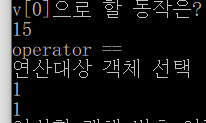 v[0]으로 할 동작은?
15
operator ==
연산대상 객체 선택
1
1